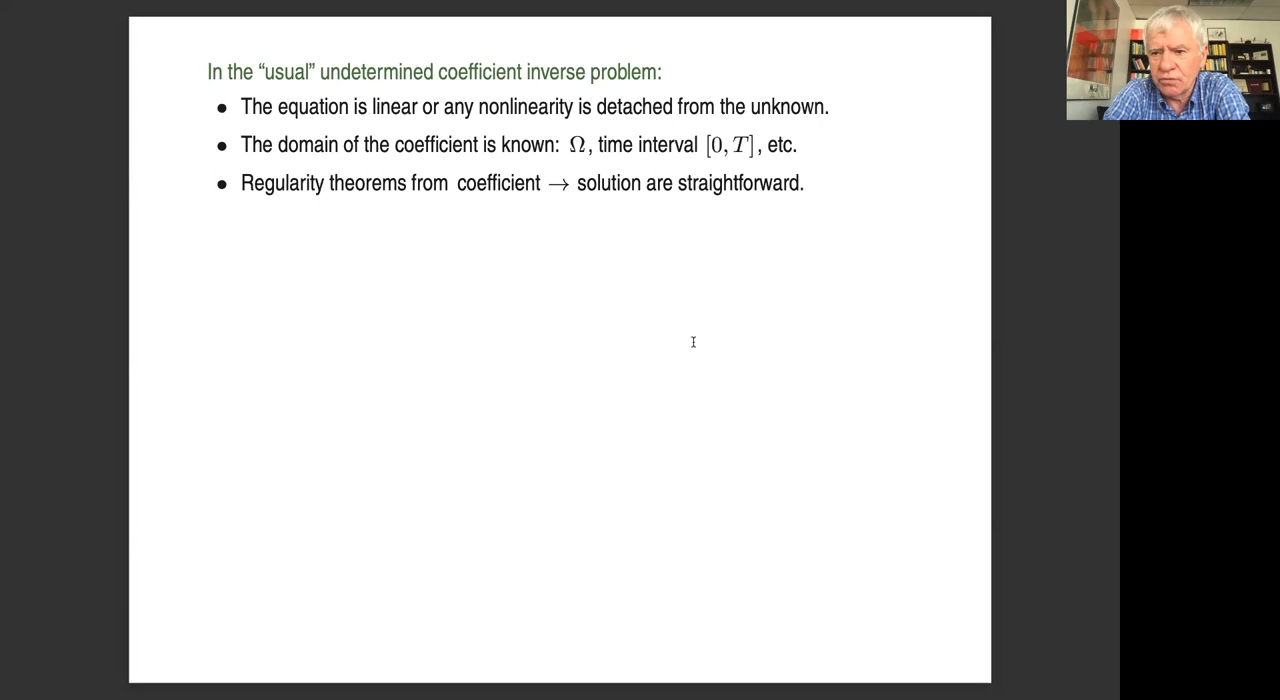 In the “usual” undetermined coefficient inverse problem:
• The equation is linear or any nonlinearity is detached from the unknown.
• The domain of the coefficient is known: Ω, time interval [0, T], etc.
• Regularity theorems from coefficient → solution are straightforward.